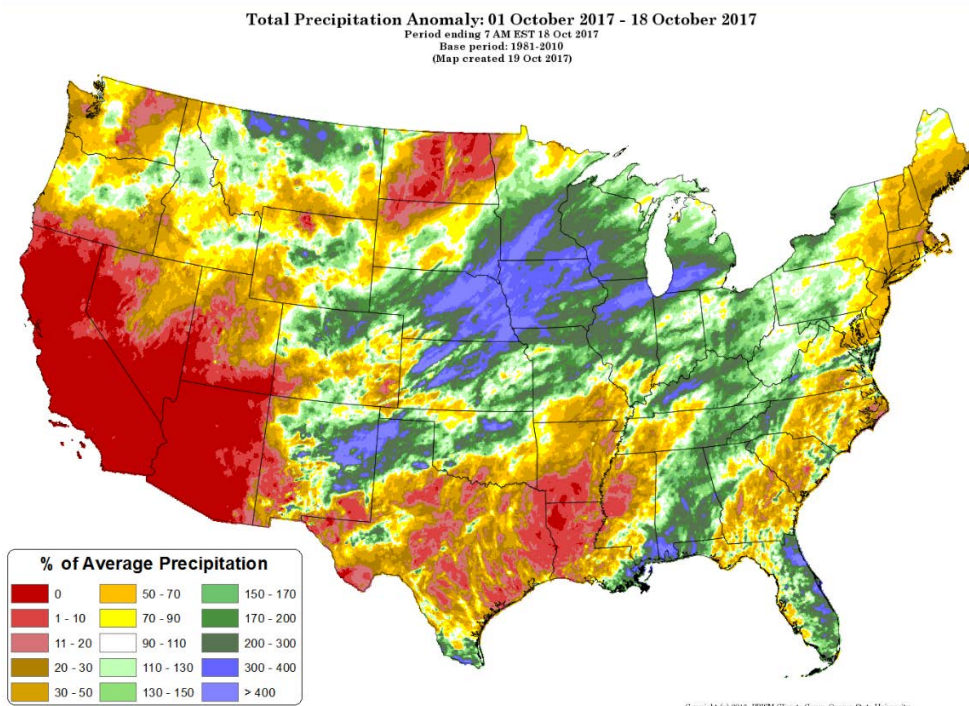 Total Precipitation Anomaly: 01 October 2017 - 18 October 2017
Period ending 7 AM EST 18 Oct 2017
Base period: 1981-2010
(Map created 19 Oct 2017)
% of Average Precipitation
0
50 - 70
150 - 170
1 - 10
70 - 90
170 - 200
11 - 20
90 - 110
200 - 300
20 - 30
110 - 130
300 - 400
30 - 50
130 - 150
> 400